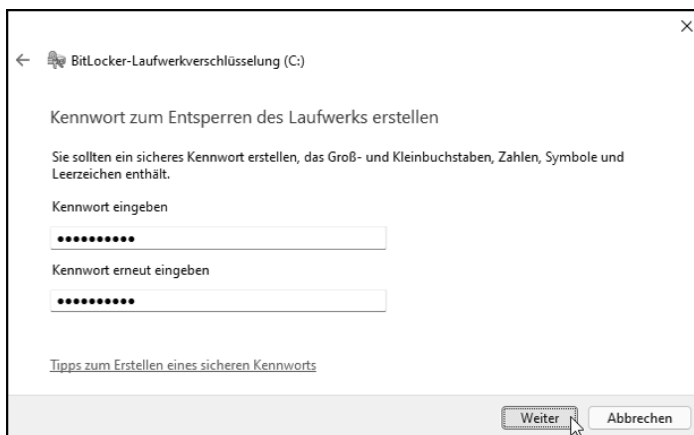 BitLocker-Laufwerkverschlüsselung (C:)
Kennwort zum Entsperren des Laufwerks erstellen
Sie sollten ein sicheres Kennwort erstellen, das Groß- und Kleinbuchstaben, Zahlen, Symbole und
Leerzeichen enthält.
Kennwort eingeben
●●●●●●●●●●
Kennwort erneut eingeben
●●●●●●●●●●
Tipps zum Erstellen eines sicheren Kennworts
Weiter Abbrechen